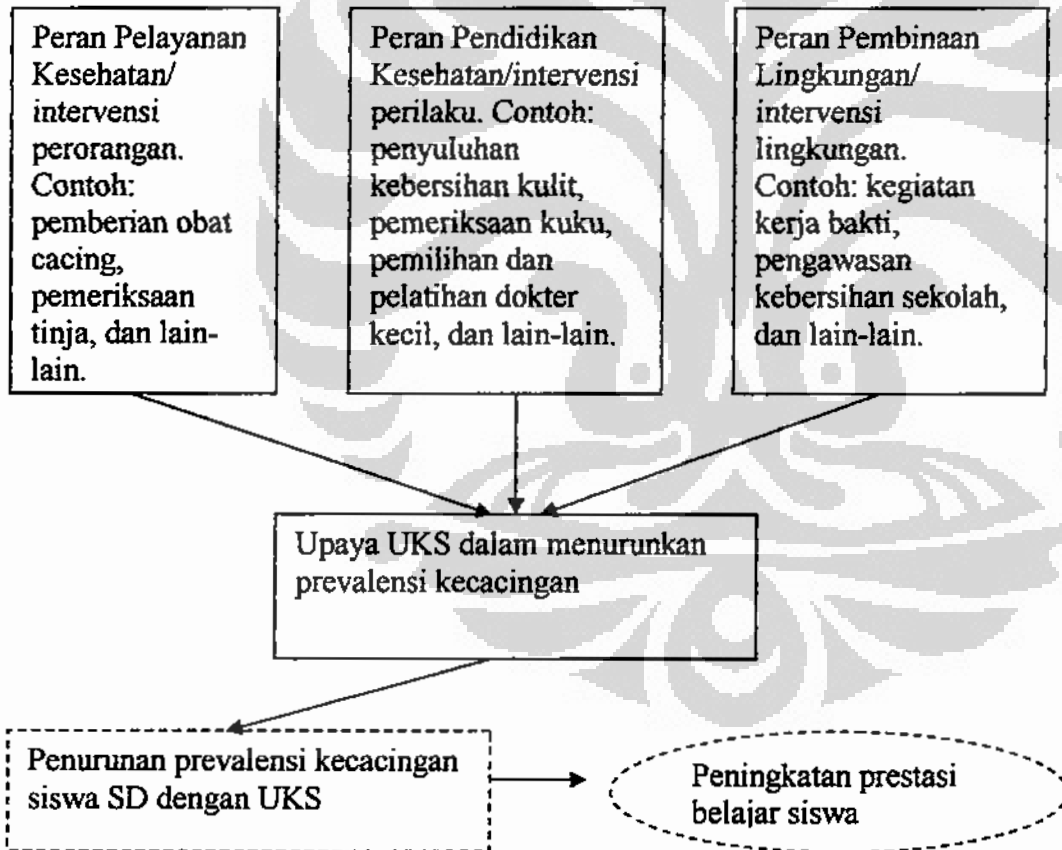 Peran Pelayanan
Kesehatan/
intervensi
perorangan.
Contoh:
pemberian obat
cacing,
pemeriksaan
tinja, dan lain-
lain.
Peran Pendidikan
Kesehatan/intervensi
perilaku. Contoh:
penyuluhan
kebersihan kulit,
pemeriksaan kuku,
pemilihan dan
pelatihan dokter
kecil, dan lain-lain.
Peran Pembinaan
Lingkungan/
intervensi
lingkungan.
Contoh: kegiatan
kerja bakti,
pengawasan
kebersihan sekolah,
dan lain-lain.
Upaya UKS dalam menurunkan
prevalensi kecacingan
Penurunan prevalensi kecacingan
siswa SD dengan UKS
Peningkatan prestasi
belajar siswa